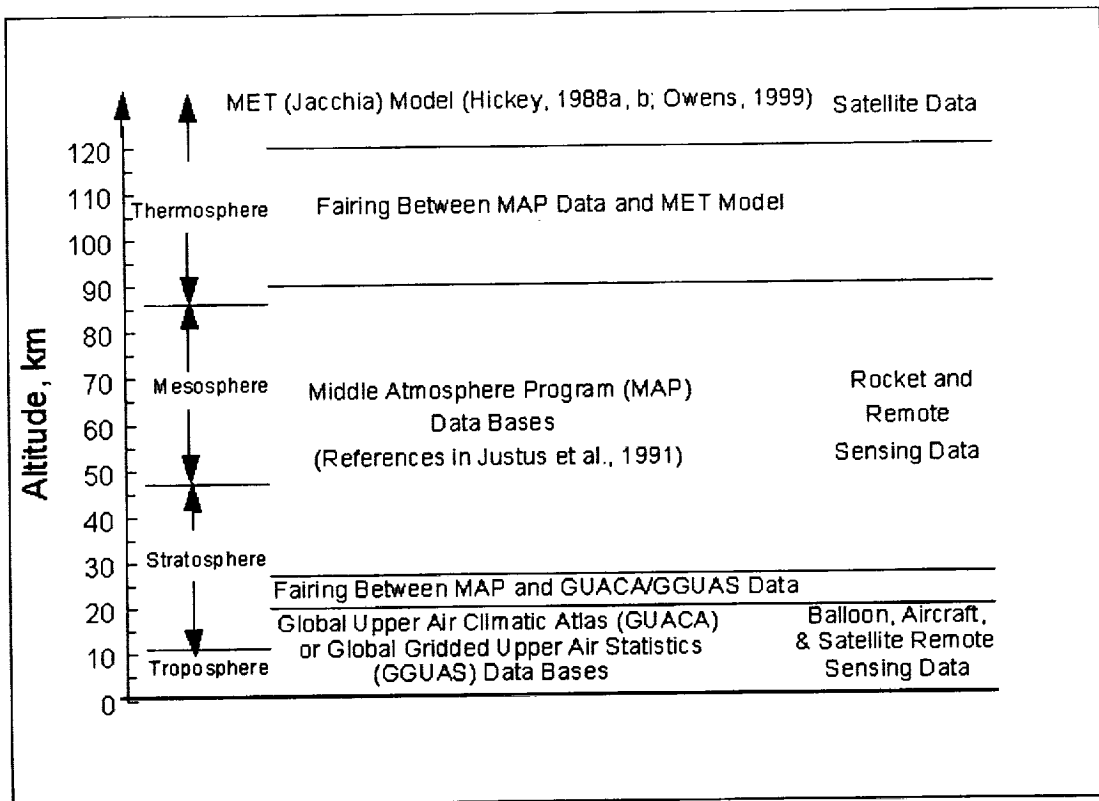 MET (Jacchia) Model (Hickey, 1988a, b; Owens, 1999)
Satellite Data
120
110
100
90
80
70
60
50
40
30
20
10
0
Altitude, km
Thermosphere
Mesosphere
Stratosphere
Troposphere
Fairing Between MAP Data and MET Model
Middle Atmosphere Program (MAP)
Data Bases
(References in Justus et al., 1991)
Rocket and
Remote
Sensing Data
Fairing Between MAP and GUACA/GGUAS Data
Global Upper Air Climatic Atlas (GUACA)
or Global Gridded Upper Air Statistics
(GGUAS) Data Bases
Balloon, Aircraft,
& Satellite Remote
Sensing Data